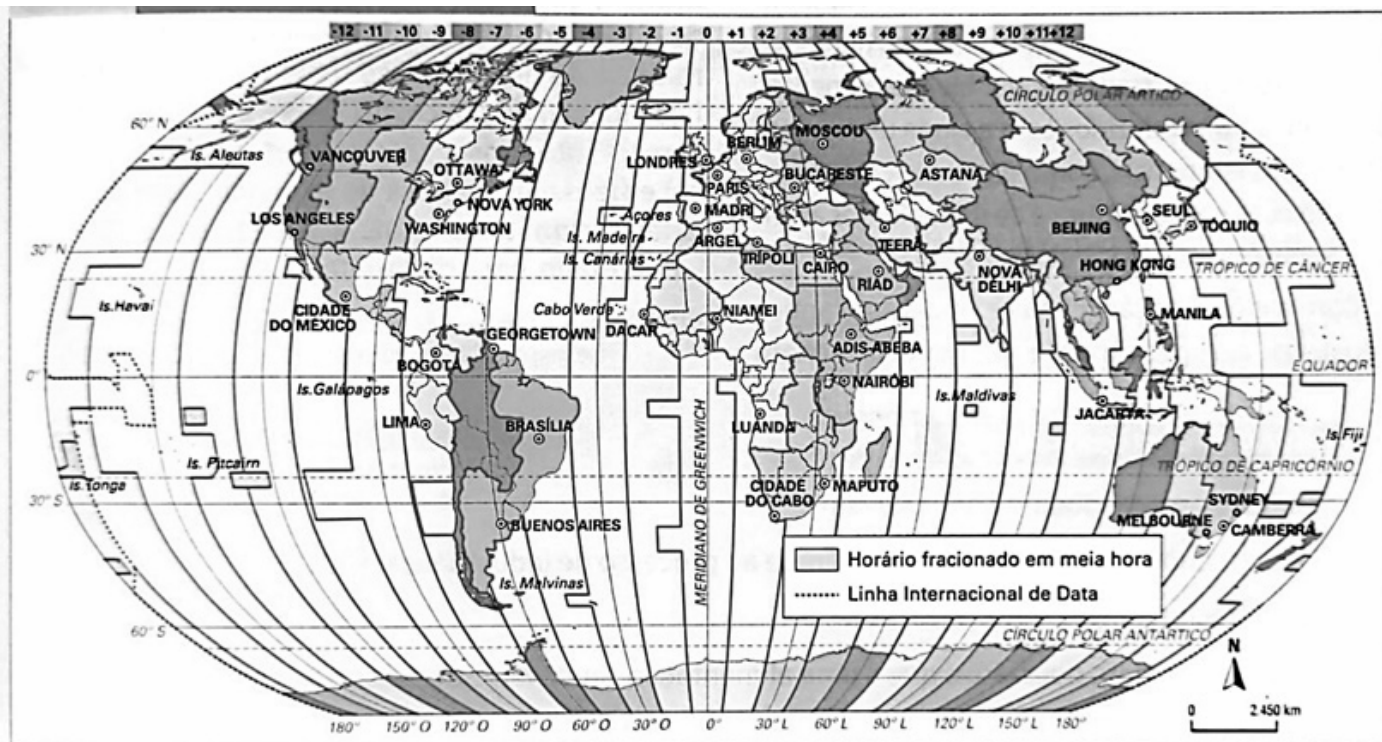 -12 -11 -10 -9 -8 -7 -6 -5 -4 -3 -2 -1 0 +1 +2 +3 +4 +5 +6 +7 +8 +9 +10 +11 +12
CÍRCULO POLAR ÁRTICO
60° N
MOSCOU
BERLIM
Is. Aleutas
VANCOUVER
LONDRES
OTTAWA
PARIS
BUCARESTE
ASTANA
NOVA YORK
MADRI
SEUL
LOS ANGELES
Açores
BEIJING
TÓQUIO
WASHINGTON
Is. Madeira
ARGEL
TEERÃ
30° N
TRÍPOLI
CAIRO
NOVA
DÉLHI
HONG KONG
Is. Canárias
TRÓPICO DE CÂNCER
RIAD
Is. Havaí
CIDADE
DO MÉXICO
Cabo Verde
DACAR
NIAMEI
MANILA
GEORGETOWN
ADIS-ABEBA
BOGOTÁ
EQUADOR
0°
Is. Galápagos
NAIRÓBI
Is. Maldivas
JACARTA
LIMA
BRASÍLIA
LUANDA
Is. Fiji
Is. Pitcairn
TRÓPICO DE CAPRICÓRNIO
Is. Tonga
CIDADE
DO CABO
MAPUTO
30° S
SYDNEY
MELBOURNE
CAMBERRA
BUENOS AIRES
MERIDIANO DE GREENWICH
Horário fracionado em meia hora
Is. Malvinas
Linha Internacional de Data
60° S
CÍRCULO POLAR ANTÁRTICO
N
0 2.450 km
180° 150° O 120° O 90° O 60° O 30° O 0° 30° L 60° L 90° L 120° L 150° L 180°